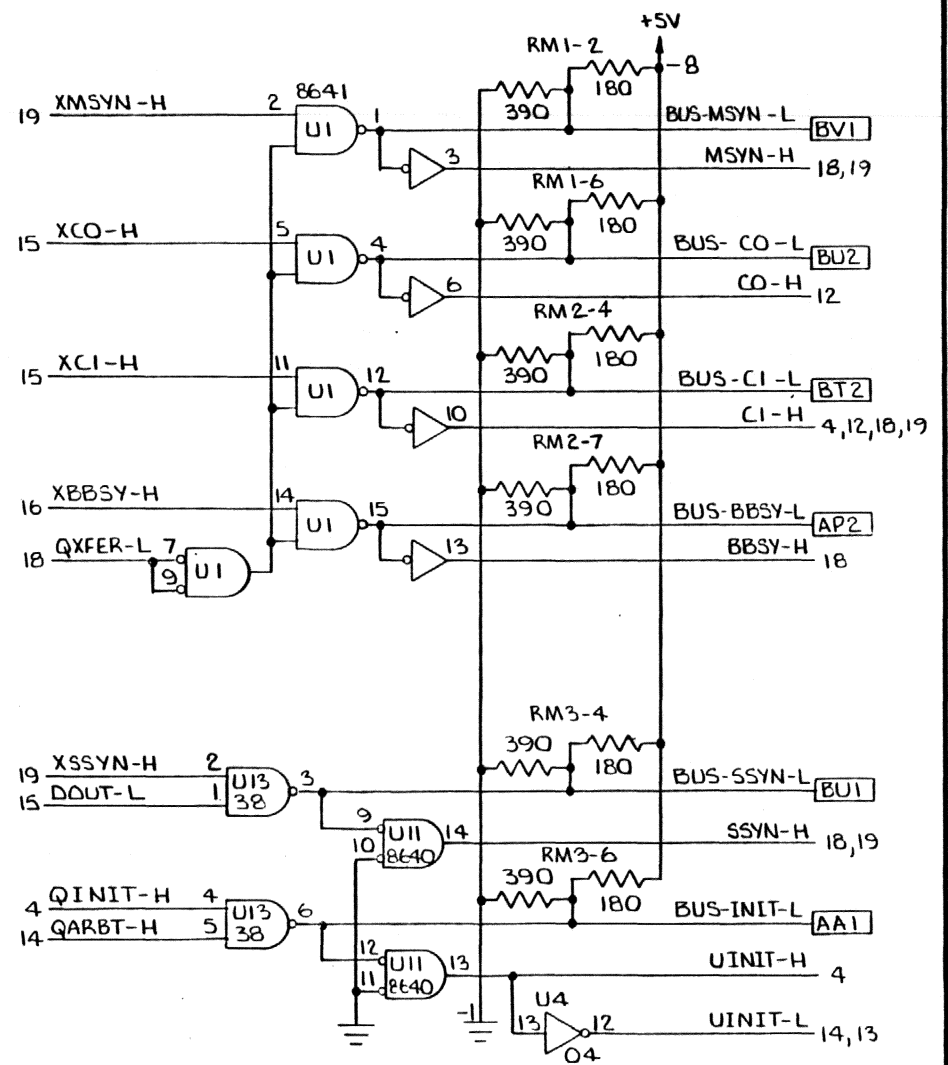 +5V
RM1-2
-8
180
390
8641
19 XMSYN-H 2 U1 1 BUS-MSYN-L BV1
3 MSYN-H 18,19
RM1-6
180
390
15 XCO-H 5 U1 4 BUS-CO-L BU2
6 CO-H 12
RM2-4
180
390
15 XC1-H 11 U1 12 BUS-C1-L BT2
10 C1-H 4,12,18,19
RM2-7
180
390
16 XBBSY-H 14 U1 15 BUS-BBSY-L AP2
13 BBSY-H 18
18 QXFER-L 7 9 U1
RM3-4
390
180
19 XSSYN-H 2 U13 3 BUS-SSYN-L BU1
15 DOUT-L 1 38
9 U11 14 SSYN-H 18,19
10 8640
RM3-6
390
180
4 QINIT-H 4 U13 6 BUS-INIT-L AA1
14 QARBT-H 5 38
12 U11 13 UINIT-H 4
11 8640
-1
U4
13 12 UINIT-L 14,13
04